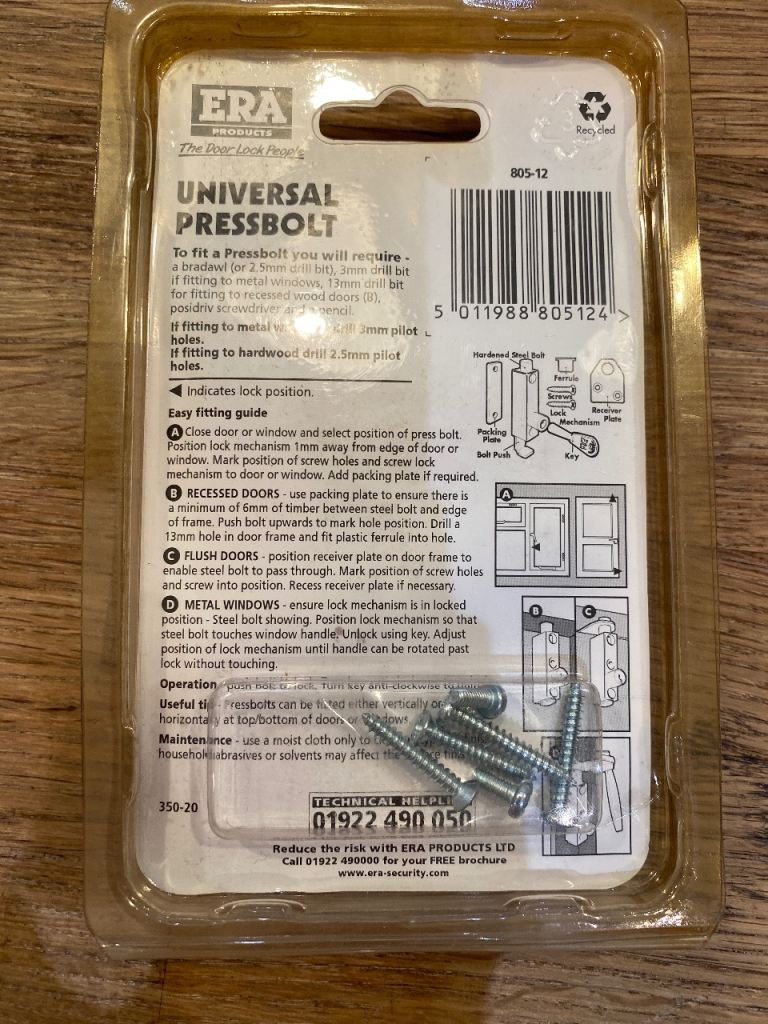 ERA
PRODUCTS
The Door Lock People
Recycled
805-12
UNIVERSAL
PRESSBOLT
5 011988 805124 >
To fit a Pressbolt you will require -
a bradawl (or 2.5mm drill bit), 3mm drill bit
if fitting to metal windows, 13mm drill bit
for fitting to recessed wood doors (B),
posidriv screwdriver and a pencil.
If fitting to metal drill 3mm pilot
holes.
If fitting to hardwood drill 2.5mm pilot
holes.
◀ Indicates lock position.
Hardened Steel Bolt
Ferrule
Screws
Lock
Mechanism
Receiver
Plate
Packing
Plate
Bolt Push
Key
Easy fitting guide
A Close door or window and select position of press bolt.
Position lock mechanism 1mm away from edge of door or
window. Mark position of screw holes and screw lock
mechanism to door or window. Add packing plate if required.
B RECESSED DOORS - use packing plate to ensure there is
a minimum of 6mm of timber between steel bolt and edge
of frame. Push bolt upwards to mark hole position. Drill a
13mm hole in door frame and fit plastic ferrule into hole.
C FLUSH DOORS - position receiver plate on door frame to
enable steel bolt to pass through. Mark position of screw holes
and screw into position. Recess receiver plate if necessary.
D METAL WINDOWS - ensure lock mechanism is in locked
position - Steel bolt showing. Position lock mechanism so that
steel bolt touches window handle. Unlock using key. Adjust
position of lock mechanism until handle can be rotated past
lock without touching.
A
B
C
Operation push bolt to lock. Turn key anti-clockwise to
Useful tip - Pressbolts can be fitted either vertically or
horizontal at top/bottom of doors or windows.
Maintenance - use a moist cloth only to
household abrasives or solvents may affect the
350-20
TECHNICAL HELPL
01922 490 050
Reduce the risk with ERA PRODUCTS LTD
Call 01922 490000 for your FREE brochure
www.era-security.com